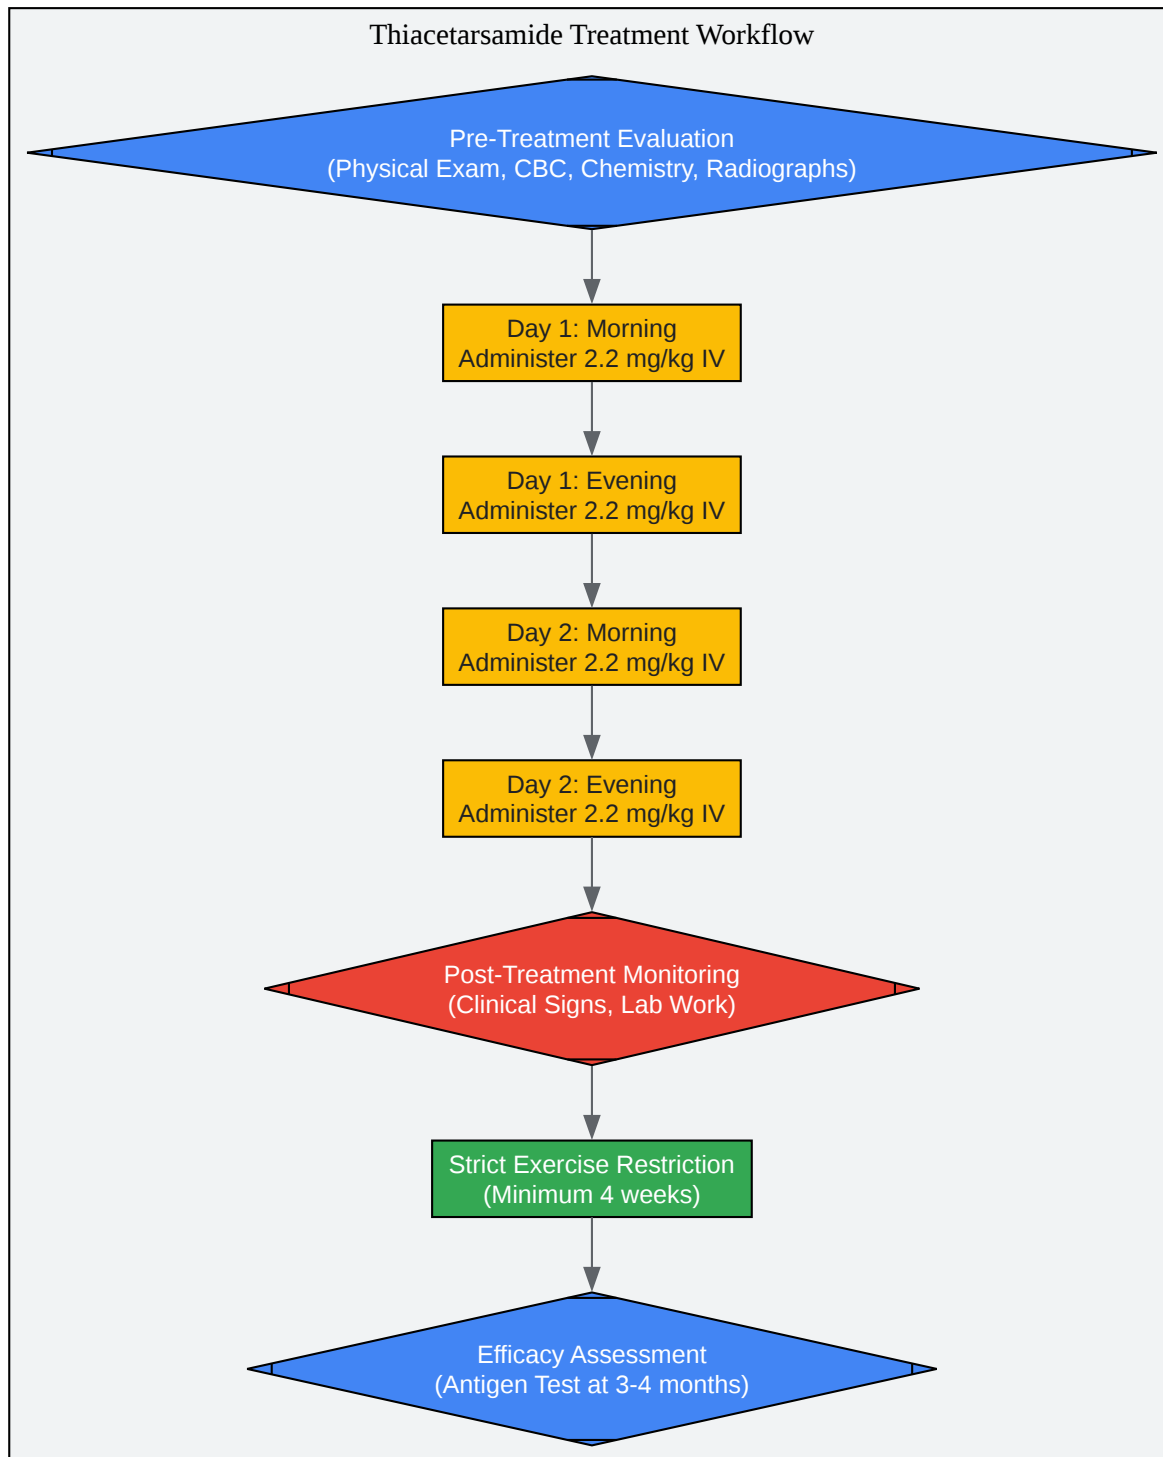 Thiacetarsamide Treatment Workflow
Pre-Treatment Evaluation
(Physical Exam, CBC, Chemistry, Radiographs)
Day 1: Morning
Administer 2.2 mg/kg IV
Day 1: Evening
Administer 2.2 mg/kg IV
Day 2: Morning
Administer 2.2 mg/kg IV
Day 2: Evening
Administer 2.2 mg/kg IV
Post-Treatment Monitoring
(Clinical Signs, Lab Work)
Strict Exercise Restriction
(Minimum 4 weeks)
Efficacy Assessment
(Antigen Test at 3-4 months)